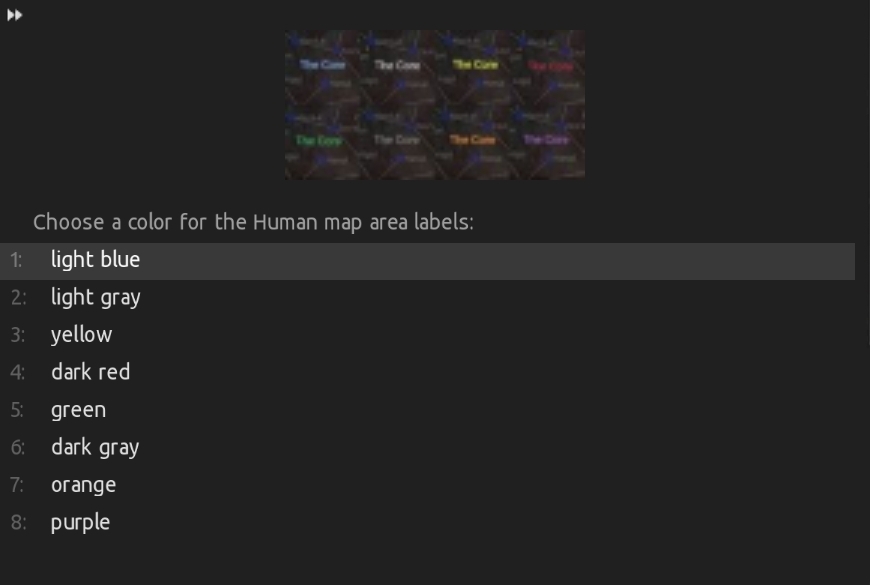 The Core The Core The Core The Core
The Core The Core The Core The Core
Choose a color for the Human map area labels:
1: light blue
2: light gray
3: yellow
4: dark red
5: green
6: dark gray
7: orange
8: purple